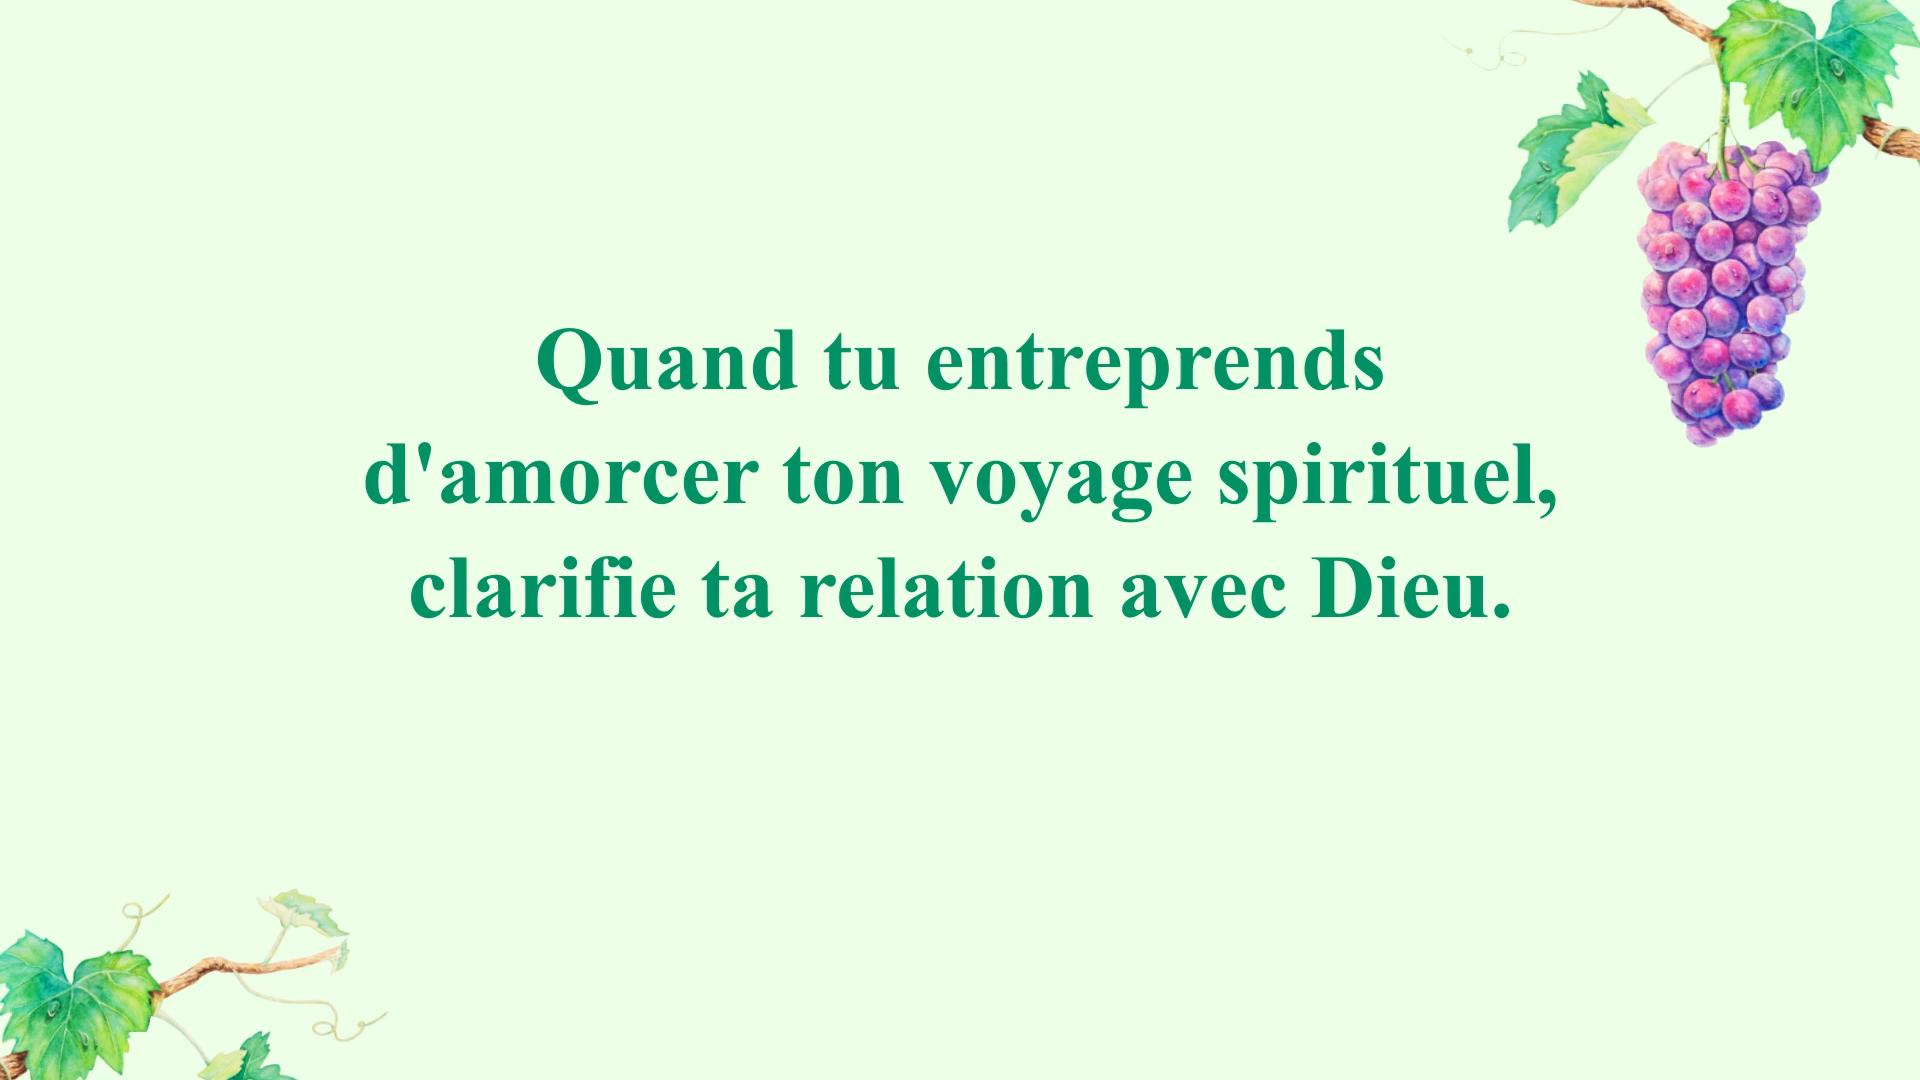 Quand tu entreprends
d'amorcer ton voyage spirituel,
clarifie ta relation avec Dieu.